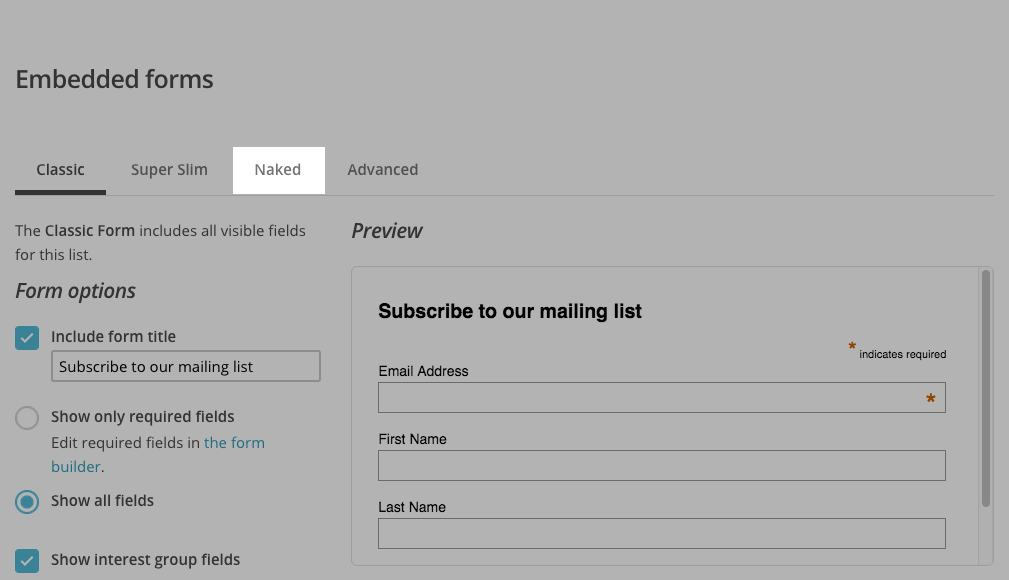 Embedded forms
Classic
Super Slim
Naked
Advanced
The Classic Form includes all visible fields
for this list.
Form options
Include form title
Subscribe to our mailing list
Show only required fields
Edit required fields in the form
builder.
Show all fields
Show interest group fields
Preview
Subscribe to our mailing list
* indicates required
Email Address
*
First Name
Last Name